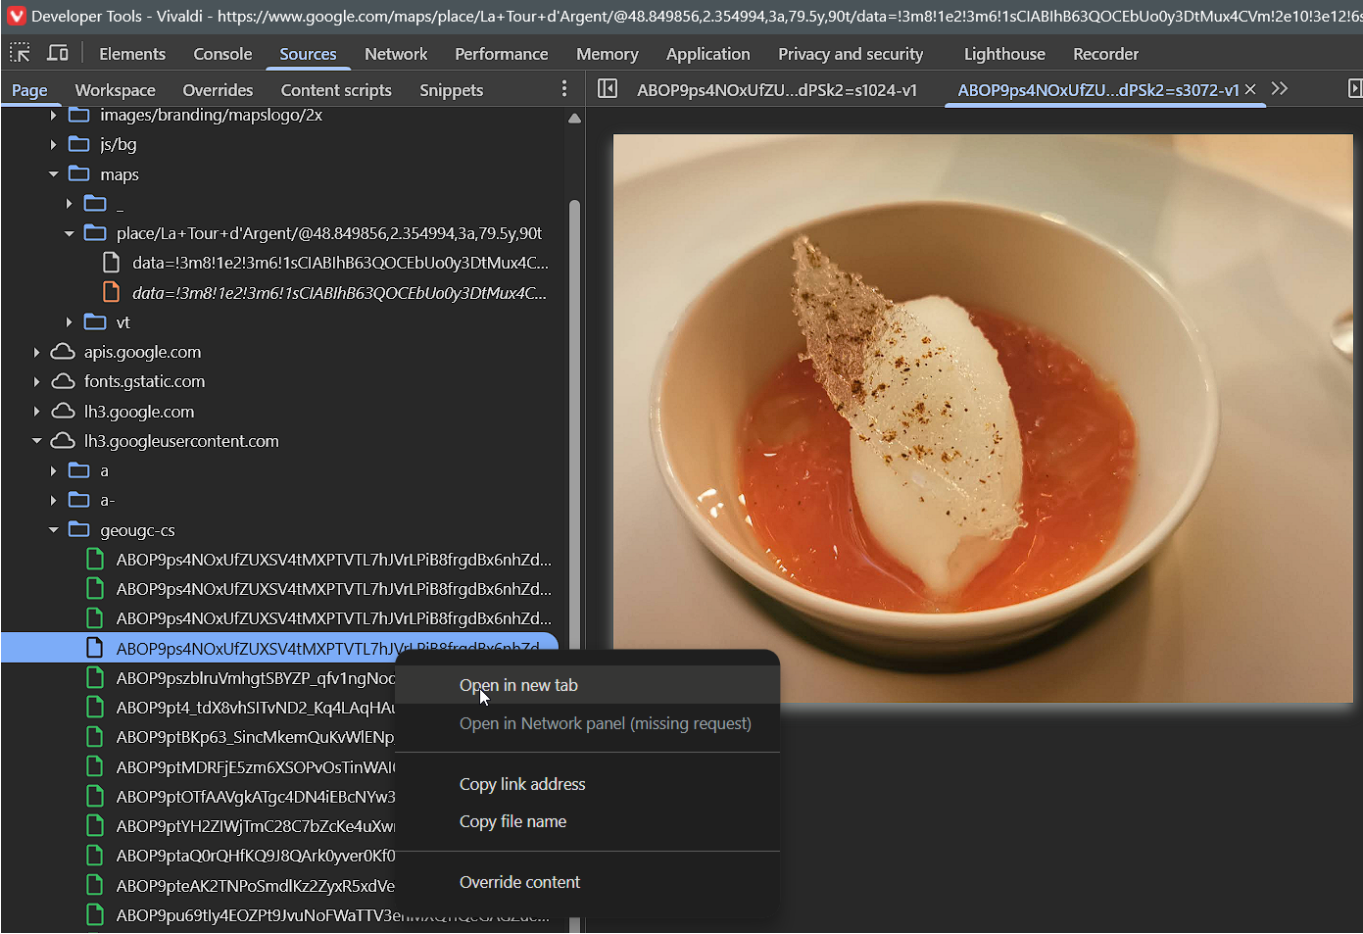 Developer Tools - Vivaldi - https://www.google.com/maps/place/La+Tour+d'Argent/@48.849856,2.354994,3a,79.5y,90t/data=!3m8!1e2!3m6!1sCIABIhB63QOCEbUo0y3DtMux4CVm!2e10!3e12!6s
Elements Console Sources Network Performance Memory Application Privacy and security Lighthouse Recorder
Page Workspace Overrides Content scripts Snippets
ABOP9ps4NOxUfZU...dPSk2=s1024-v1 ABOP9ps4NOxUfZU...dPSk2=s3072-v1
images/branding/mapslogo/2x
js/bg
maps
_
place/La+Tour+d'Argent/@48.849856,2.354994,3a,79.5y,90t
data=!3m8!1e2!3m6!1sCIABIhB63QOCEbUo0y3DtMux4C...
data=!3m8!1e2!3m6!1sCIABIhB63QOCEbUo0y3DtMux4C...
vt
apis.google.com
fonts.gstatic.com
lh3.google.com
lh3.googleusercontent.com
a
a-
geougc-cs
ABOP9ps4NOxUfZUXSV4tMXPTVTL7hJVrLPiB8frgdBx6nhZd...
ABOP9ps4NOxUfZUXSV4tMXPTVTL7hJVrLPiB8frgdBx6nhZd...
ABOP9ps4NOxUfZUXSV4tMXPTVTL7hJVrLPiB8frgdBx6nhZd...
ABOP9ps4NOxUfZUXSV4tMXPTVTL7hJVrLPiB8frgdBx6nhZd
ABOP9pszblruVmhgtSBYZP_qfv1ngNoc
ABOP9pt4_tdX8vhSITvND2_Kq4LAqHAu
ABOP9ptBKp63_SincMkemQuKvWlENp
ABOP9ptMDRFjE5zm6XSOPvOsTinWAI
ABOP9ptOTfAAVgkATgc4DN4iEBcNYw3
ABOP9ptYH2ZIWjTmC28C7bZcKe4uXw
ABOP9ptaQ0rQHfKQ9J8QArk0yver0Kf0
ABOP9pteAK2TNPoSmdlKz2ZyxR5xdVe
Open in new tab
Open in Network panel (missing request)
Copy link address
Copy file name
Override content